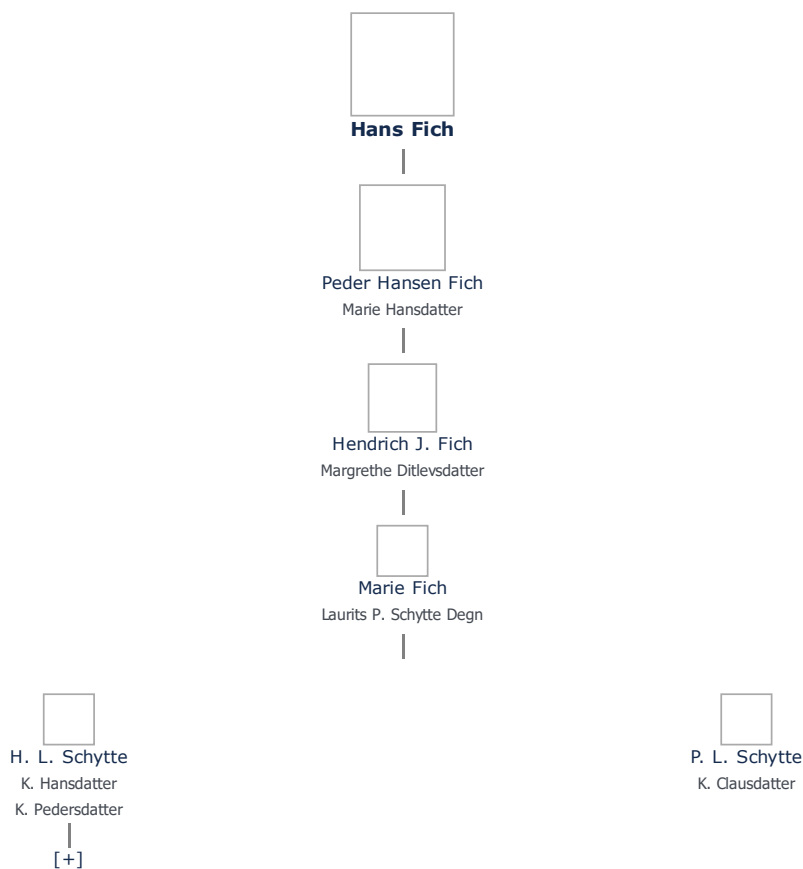 Hans Fich
Peder Hansen Fich
Marie Hansdatter
Hendrich J. Fich
Margrethe Ditlevsdatter
Marie Fich
Laurits P. Schytte Degn
H. L. Schytte
K. Hansdatter
K. Pedersdatter
[+]
P. L. Schytte
K. Clausdatter